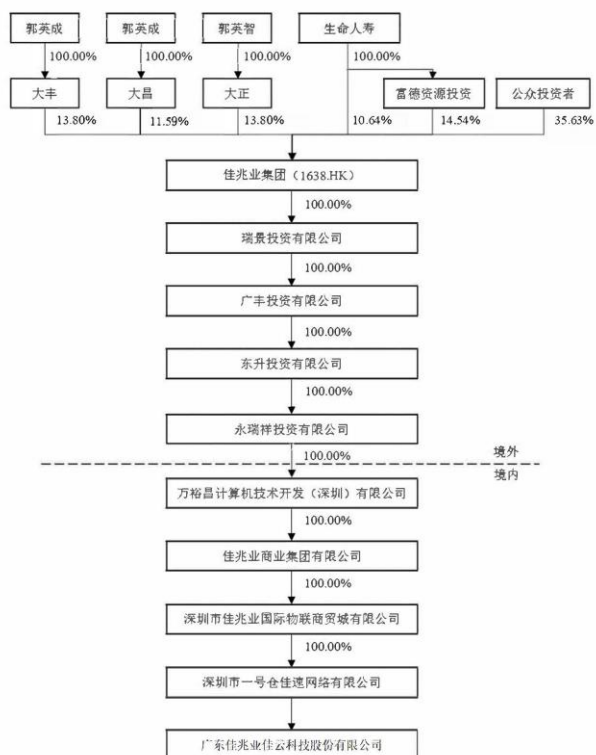 郭英成 郭英成 郭英智 生命人寿
100.00% 100.00% 100.00% 100.00%
大丰 大昌 大正 富德资源投资 公众投资者
13.80% 11.59% 13.80% 10.64% 14.54% 35.63%
佳兆业集团（1638.HK）
100.00%
瑞景投资有限公司
100.00%
广丰投资有限公司
100.00%
东升投资有限公司
100.00%
永瑞祥投资有限公司
100.00%
境外
境内
万裕昌计算机技术开发（深圳）有限公司
100.00%
佳兆业商业集团有限公司
100.00%
深圳市佳兆业国际物联商贸城有限公司
100.00%
深圳市一号仓佳速网络有限公司
广东佳兆业佳云科技股份有限公司